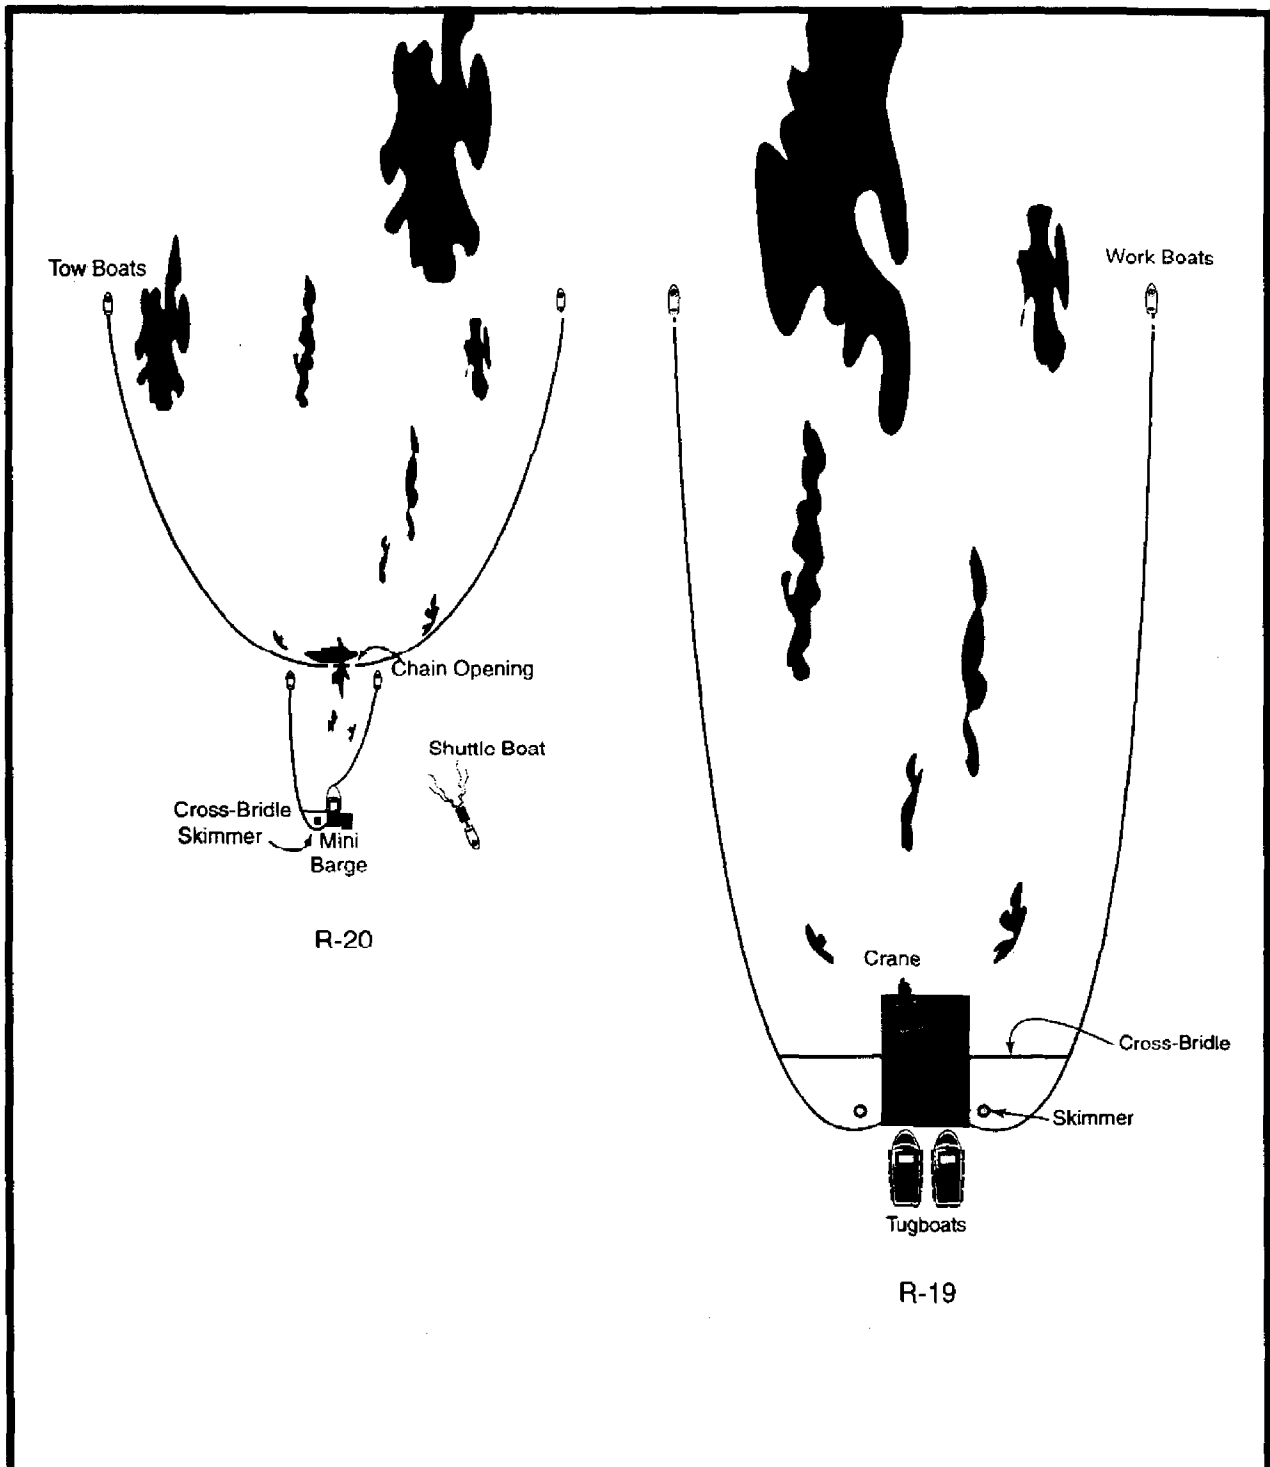 Tow Boats
Work Boats
Chain Opening
Shuttle Boat
Cross-Bridle
Skimmer
Mini
Barge
R-20
Crane
Cross-Bridle
Skimmer
Tugboats
R-19